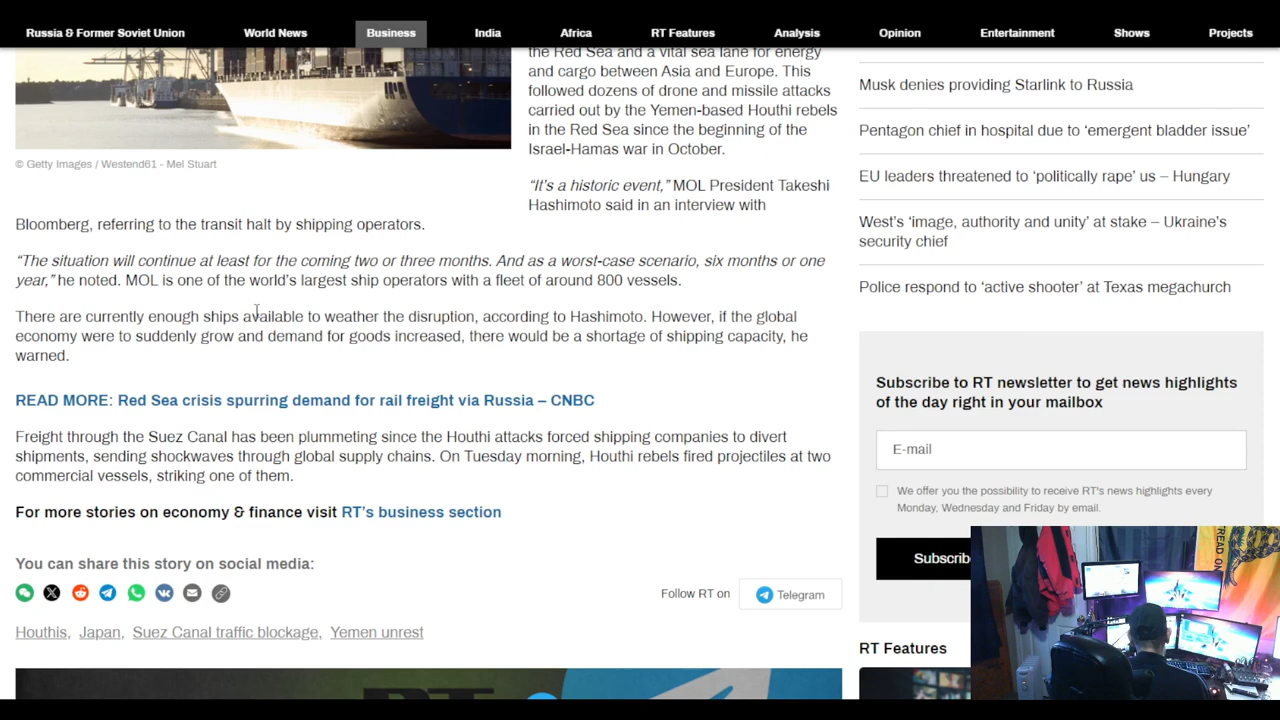 Russia & Former Soviet Union
World News
Business
India
Africa
RT Features
Analysis
Opinion
Entertainment
Shows
Projects
the Red Sea and a vital sea lane for energy
and cargo between Asia and Europe. This
followed dozens of drone and missile attacks
carried out by the Yemen-based Houthi rebels
in the Red Sea since the beginning of the
Israel-Hamas war in October.
© Getty Images / Westend61 - Mel Stuart
“It’s a historic event,” MOL President Takeshi
Hashimoto said in an interview with
Bloomberg, referring to the transit halt by shipping operators.
“The situation will continue at least for the coming two or three months. And as a worst-case scenario, six months or one
year,” he noted. MOL is one of the world’s largest ship operators with a fleet of around 800 vessels.
There are currently enough ships available to weather the disruption, according to Hashimoto. However, if the global
economy were to suddenly grow and demand for goods increased, there would be a shortage of shipping capacity, he
warned.
READ MORE: Red Sea crisis spurring demand for rail freight via Russia – CNBC
Freight through the Suez Canal has been plummeting since the Houthi attacks forced shipping companies to divert
shipments, sending shockwaves through global supply chains. On Tuesday morning, Houthi rebels fired projectiles at two
commercial vessels, striking one of them.
For more stories on economy & finance visit RT’s business section
You can share this story on social media:
Follow RT on
Telegram
Houthis, Japan, Suez Canal traffic blockage, Yemen unrest
RT
Musk denies providing Starlink to Russia
Pentagon chief in hospital due to ‘emergent bladder issue’
EU leaders threatened to ‘politically rape’ us – Hungary
West’s ‘image, authority and unity’ at stake – Ukraine’s
security chief
Police respond to ‘active shooter’ at Texas megachurch
Subscribe to RT newsletter to get news highlights
of the day right in your mailbox
E-mail
We offer you the possibility to receive RT's news highlights every
Monday, Wednesday and Friday by email.
Subscribe
RT Features
TREAD ON